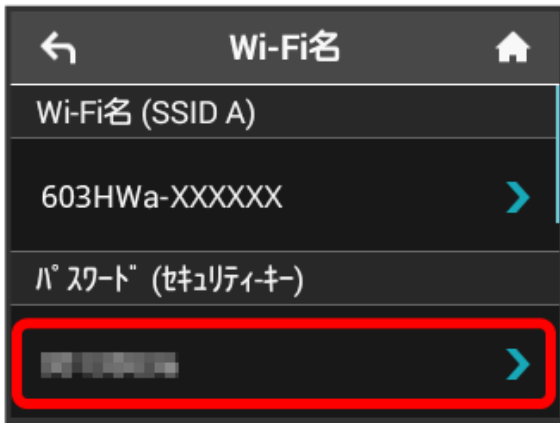 Wi-Fi名
Wi-Fi名 (SSID A)
603HWa-XXXXXX
ﾊﾟｽﾜｰﾄﾞ (ｾｷｭﾘﾃｨｰｷｰ)